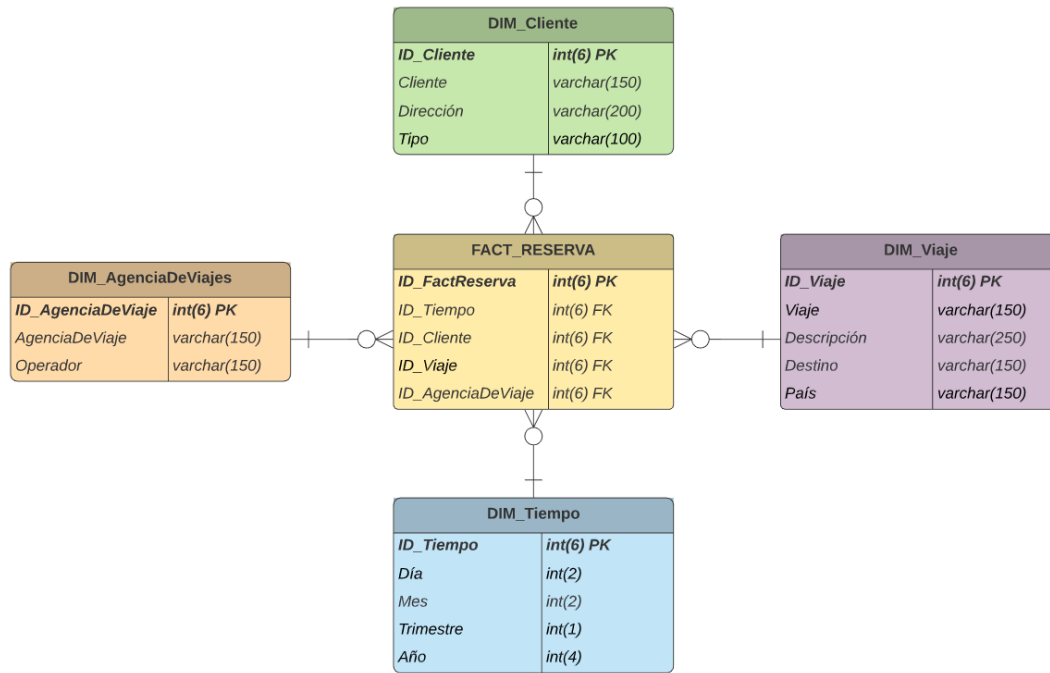 DIM_Cliente
ID_Cliente int(6) PK
Cliente varchar(150)
Dirección varchar(200)
Tipo varchar(100)
DIM_AgenciaDeViajes
ID_AgenciaDeViaje int(6) PK
AgenciaDeViaje varchar(150)
Operador varchar(150)
FACT_RESERVA
ID_FactReserva int(6) PK
ID_Tiempo int(6) FK
ID_Cliente int(6) FK
ID_Viaje int(6) FK
ID_AgenciaDeViaje int(6) FK
DIM_Viaje
ID_Viaje int(6) PK
Viaje varchar(150)
Descripción varchar(250)
Destino varchar(150)
País varchar(150)
DIM_Tiempo
ID_Tiempo int(6) PK
Día int(2)
Mes int(2)
Trimestre int(1)
Año int(4)